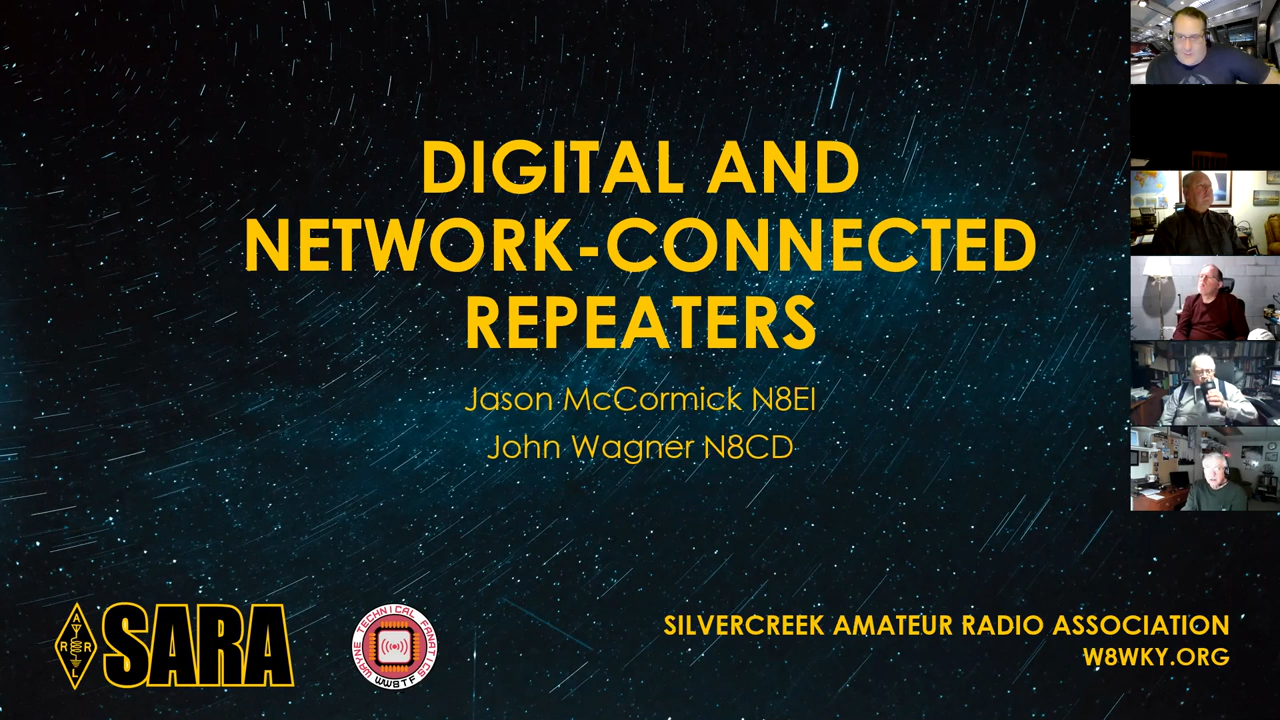 DIGITAL AND
NETWORK-CONNECTED
REPEATERS
Jason McCormick N8EI
John Wagner N8CD
ARRL
SARA
WAYNE TECHNICAL FANATICS
WW8TF
SILVERCREEK AMATEUR RADIO ASSOCIATION
W8WKY.ORG